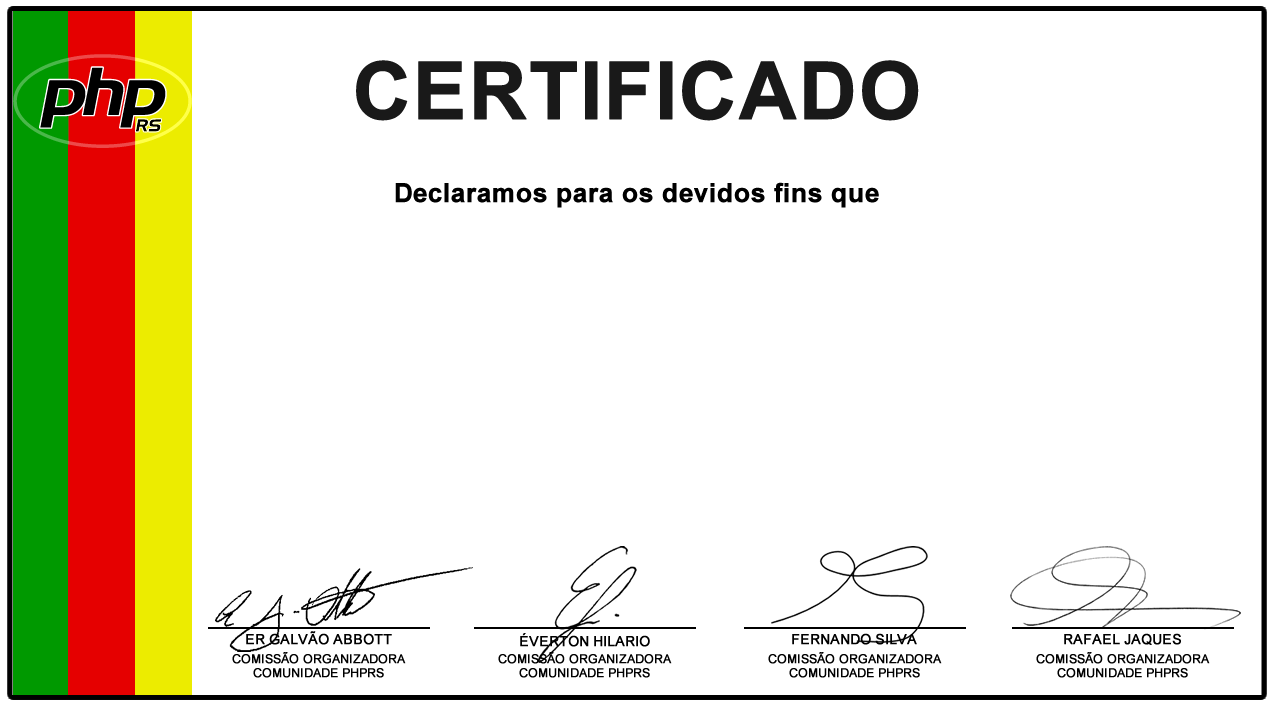 php
RS
CERTIFICADO
Declaramos para os devidos fins que
ER GALVÃO ABBOTT
COMISSÃO ORGANIZADORA
COMUNIDADE PHPRS
ÉVERTON HILARIO
COMISSÃO ORGANIZADORA
COMUNIDADE PHPRS
FERNANDO SILVA
COMISSÃO ORGANIZADORA
COMUNIDADE PHPRS
RAFAEL JAQUES
COMISSÃO ORGANIZADORA
COMUNIDADE PHPRS